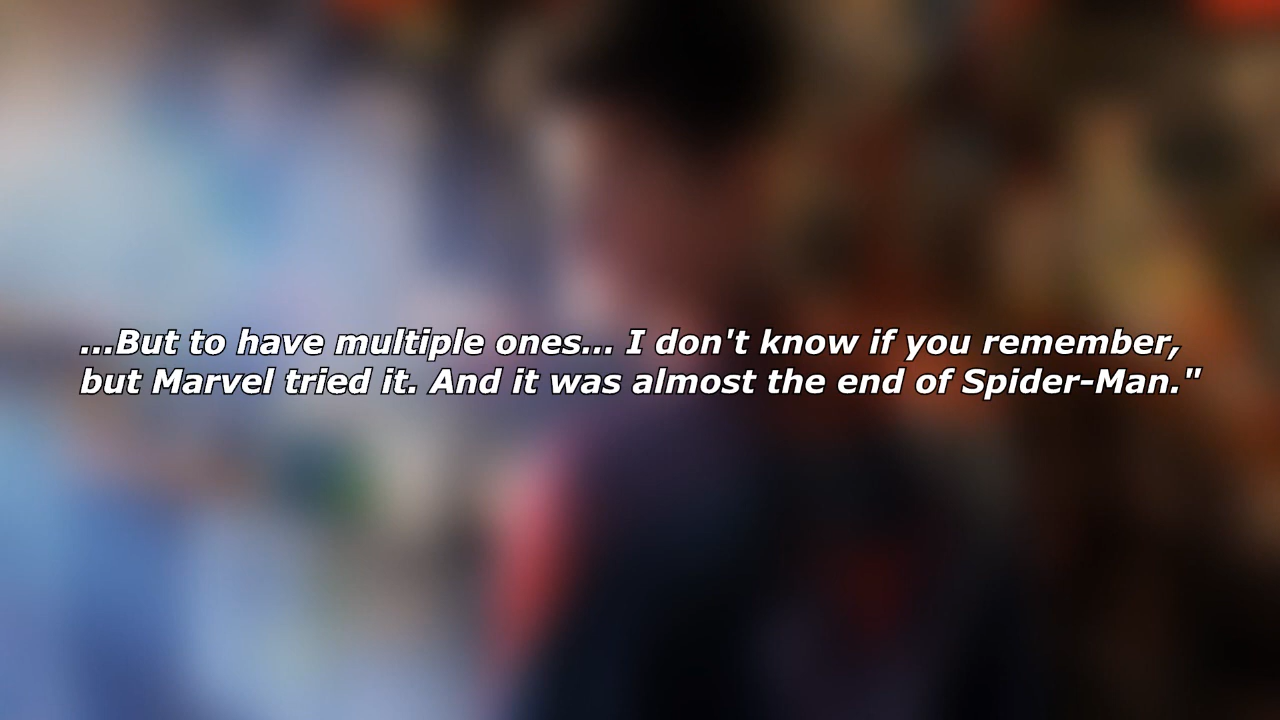 ...But to have multiple ones... I don't know if you remember,
but Marvel tried it. And it was almost the end of Spider-Man."